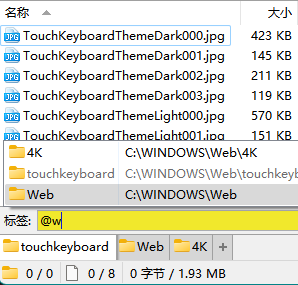 名称 大小
TouchKeyboardThemeDark000.jpg 423 KB
TouchKeyboardThemeDark001.jpg 145 KB
TouchKeyboardThemeDark002.jpg 211 KB
TouchKeyboardThemeDark003.jpg 119 KB
TouchKeyboardThemeLight000.jpg 570 KB
TouchKeyboardThemeLight001.jpg 151 KB
4K C:\WINDOWS\Web\4K
touchkeyboard C:\WINDOWS\Web\touchkey
Web C:\WINDOWS\Web
标签: @w
touchkeyboard Web 4K +
0 / 0 0 / 8 0 字节 / 1.93 MB